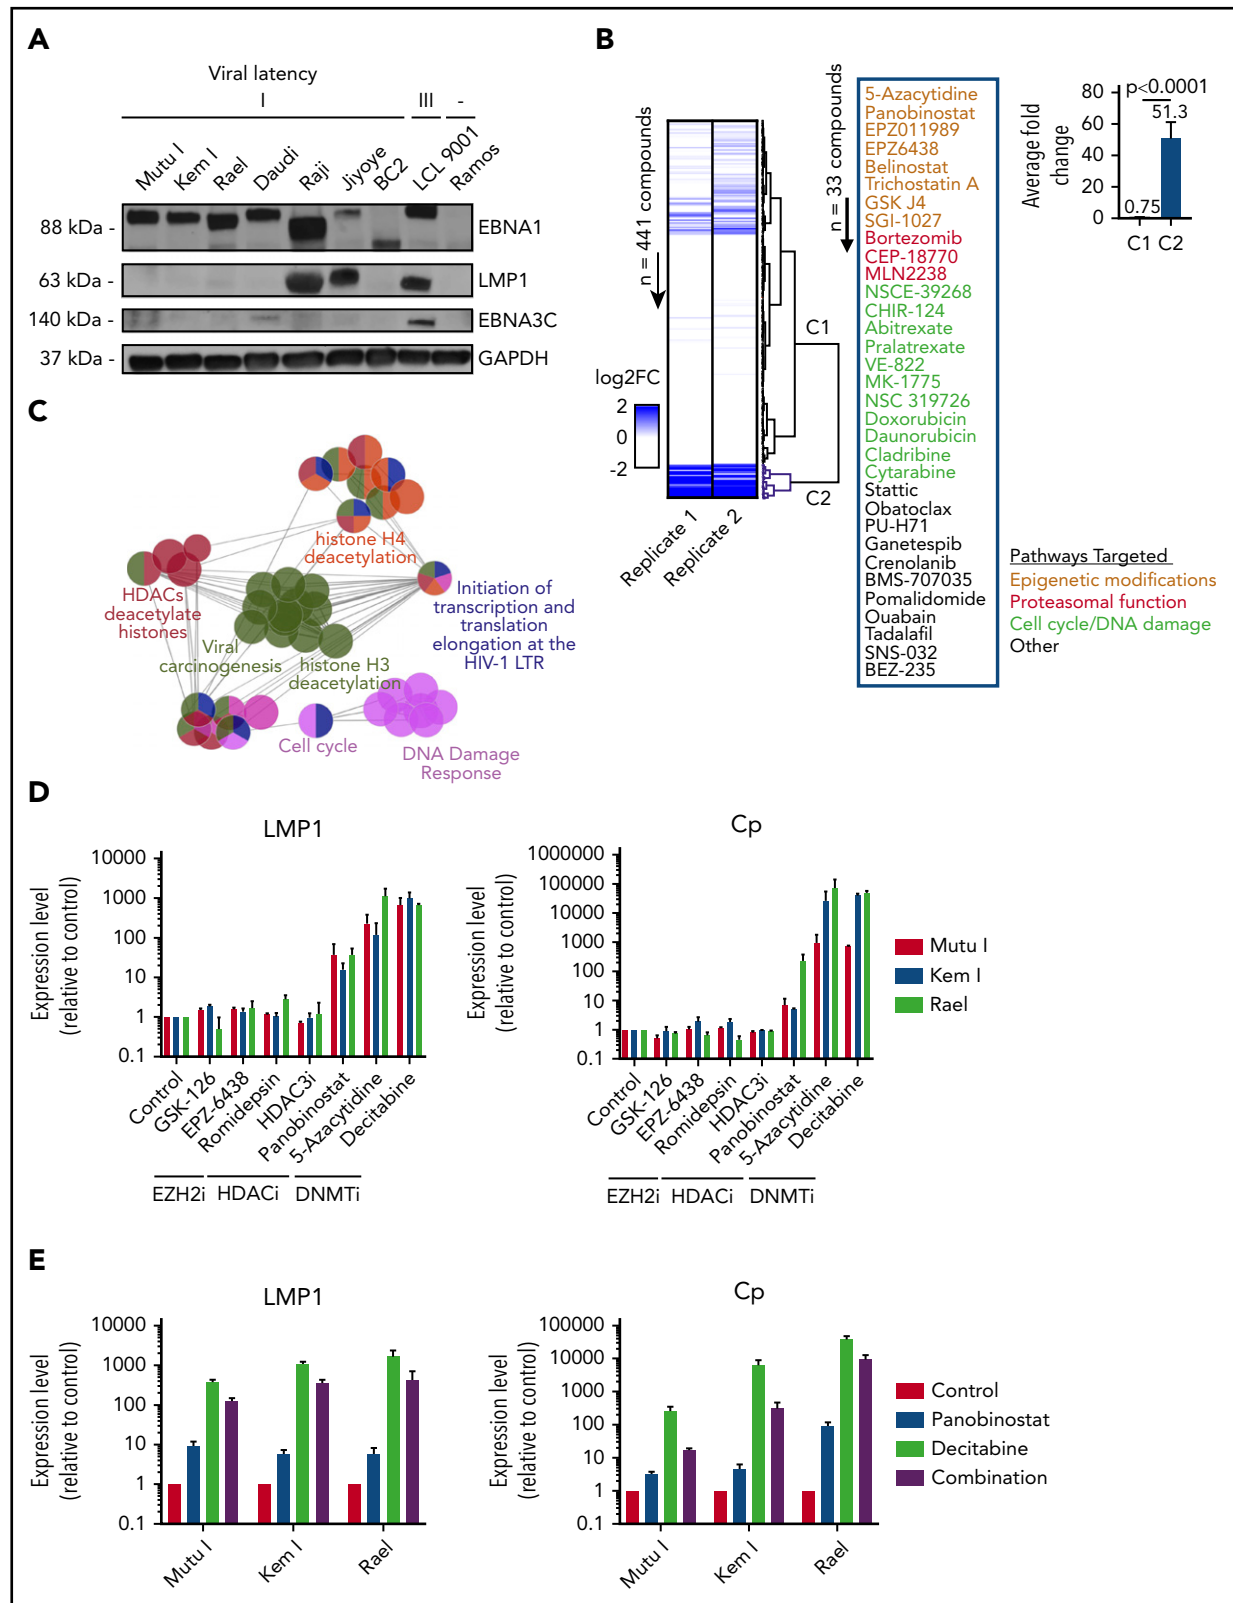 A
Viral latency
I
III
-
Mutu I
Kem I
Rael
Daudi
Raji
Jiyoye
BC2
LCL 9001
Ramos
88 kDa -
EBNA1
63 kDa -
LMP1
140 kDa -
EBNA3C
37 kDa -
GAPDH
B
n = 441 compounds
log2FC
2
0
-2
C1
C2
Replicate 1
Replicate 2
n = 33 compounds
5-Azacytidine
Panobinostat
EPZ011989
EPZ6438
Belinostat
Trichostatin A
GSK J4
SGI-1027
Bortezomib
CEP-18770
MLN2238
NSCE-39268
CHIR-124
Abitrexate
Pralatrexate
VE-822
MK-1775
NSC 319726
Doxorubicin
Daunorubicin
Cladribine
Cytarabine
Stattic
Obatoclax
PU-H71
Ganetespib
Crenolanib
BMS-707035
Pomalidomide
Ouabain
Tadalafil
SNS-032
BEZ-235
Average fold
change
80
60
40
20
0
p<0.0001
51.3
0.75
C1
C2
Pathways Targeted
Epigenetic modifications
Proteasomal function
Cell cycle/DNA damage
Other
C
histone H4
deacetylation
HDACs
deacetylate
histones
Initiation of
transcription and
translation
elongation at the
HIV-1 LTR
Viral
carcinogenesis
histone H3
deacetylation
Cell cycle
DNA Damage
Response
D
LMP1
Expression level
(relative to control)
10000
1000
100
10
1
0.1
Control
GSK-126
EPZ-6438
Romidepsin
HDAC3i
Panobinostat
5-Azacytidine
Decitabine
EZH2i
HDACi
DNMTi
Cp
Expression level
(relative to control)
1000000
100000
10000
1000
100
10
1
0.1
Control
GSK-126
EPZ-6438
Romidepsin
HDAC3i
Panobinostat
5-Azacytidine
Decitabine
EZH2i
HDACi
DNMTi
Mutu I
Kem I
Rael
E
LMP1
Expression level
(relative to control)
10000
1000
100
10
1
0.1
Mutu I
Kem I
Rael
Cp
Expression level
(relative to control)
100000
10000
1000
100
10
1
0.1
Mutu I
Kem I
Rael
Control
Panobinostat
Decitabine
Combination